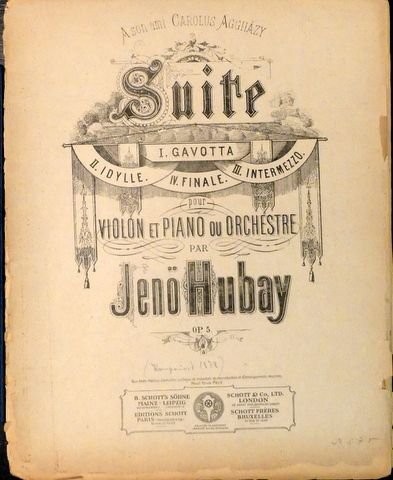 A son ami CAROLUS AGGHÁZY
Suite
I. GAVOTTA
II. IDYLLE.
IV. FINALE.
III. INTERMEZZO.
pour
VIOLON ET PIANO OU ORCHESTRE
PAR
Jenö Hubay
OP 5
B. SCHOTT'S SÖHNE
MAINZ - LEIPZIG
EDITIONS SCHOTT
PARIS
SCHOTT & Co, LTD.
LONDON
SCHOTT FRÈRES
BRUXELLES